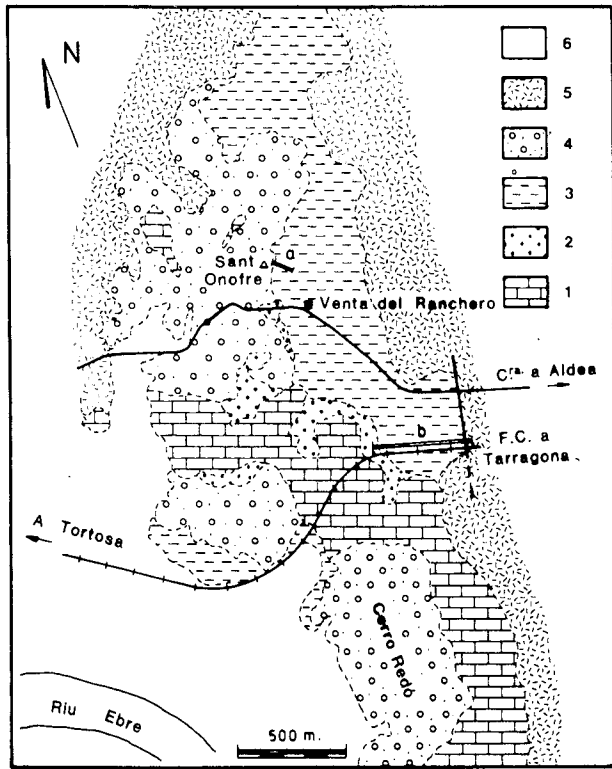 N
6
5
4
3
2
1
Sant
Onofre
a
Venta del Ranchero
Cra. a Aldea
b
F.C. a
Tarragona
A Tortosa
Cerro Redó
Riu Ebre
500 m.